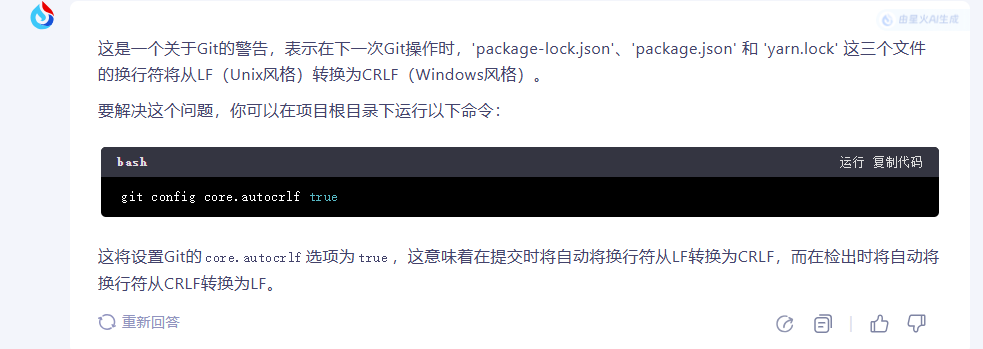 由星火AI生成
这是一个关于Git的警告，表示在下一次Git操作时，'package-lock.json'、'package.json' 和 'yarn.lock' 这三个文件
的换行符将从LF（Unix风格）转换为CRLF（Windows风格）。
要解决这个问题，你可以在项目根目录下运行以下命令：
bash
运行 复制代码
git config core.autocrlf true
这将设置Git的 core.autocrlf 选项为 true ，这意味着在提交时将自动将换行符从LF转换为CRLF，而在检出时将自动将
换行符从CRLF转换为LF。
重新回答